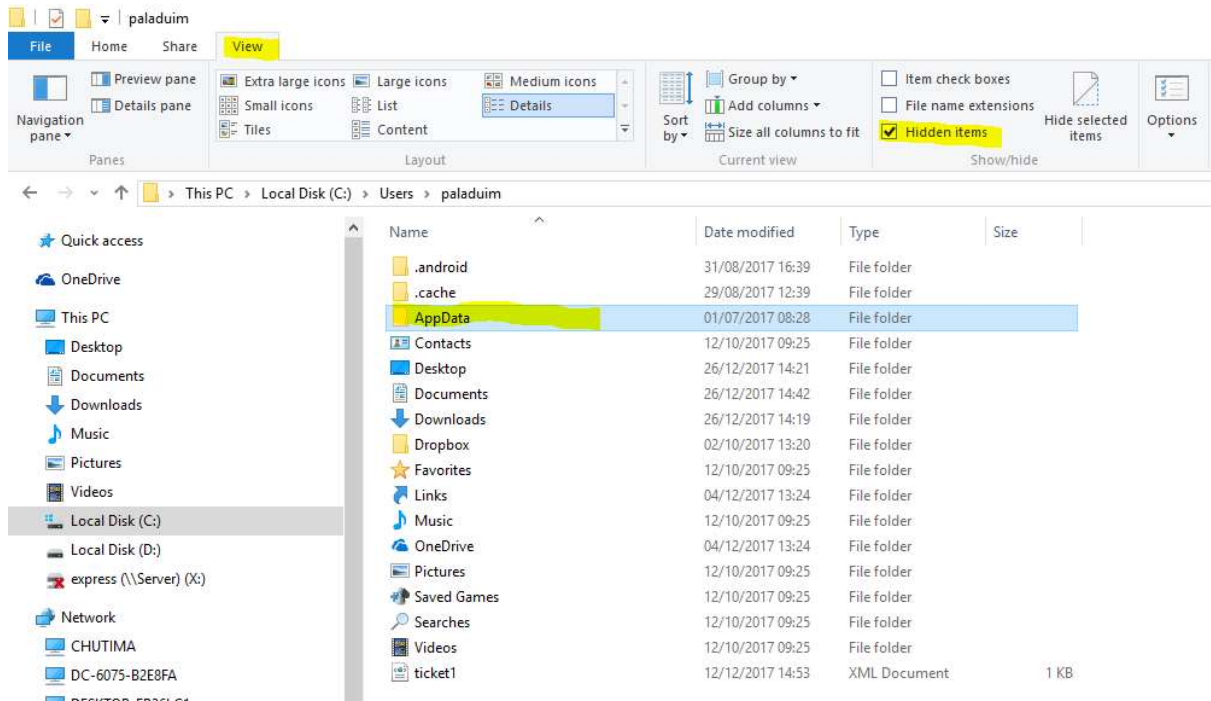 paladuim
File Home Share View
Navigation pane
Preview pane
Details pane
Panes
Extra large icons Large icons Medium icons
Small icons List Details
Tiles Content
Layout
Sort by
Group by
Add columns
Size all columns to fit
Current view
Item check boxes
File name extensions
Hidden items
Hide selected items
Show/hide
Options
This PC > Local Disk (C:) > Users > paladuim
Quick access
OneDrive
This PC
Desktop
Documents
Downloads
Music
Pictures
Videos
Local Disk (C:)
Local Disk (D:)
express (\\Server) (X:)
Network
CHUTIMA
DC-6075-B2E8FA
Name Date modified Type Size
.android 31/08/2017 16:39 File folder
.cache 29/08/2017 12:39 File folder
AppData 01/07/2017 08:28 File folder
Contacts 12/10/2017 09:25 File folder
Desktop 26/12/2017 14:21 File folder
Documents 26/12/2017 14:42 File folder
Downloads 26/12/2017 14:19 File folder
Dropbox 02/10/2017 13:20 File folder
Favorites 12/10/2017 09:25 File folder
Links 04/12/2017 13:24 File folder
Music 12/10/2017 09:25 File folder
OneDrive 04/12/2017 13:24 File folder
Pictures 12/10/2017 09:25 File folder
Saved Games 12/10/2017 09:25 File folder
Searches 12/10/2017 09:25 File folder
Videos 12/10/2017 09:25 File folder
ticket1 12/12/2017 14:53 XML Document 1 KB